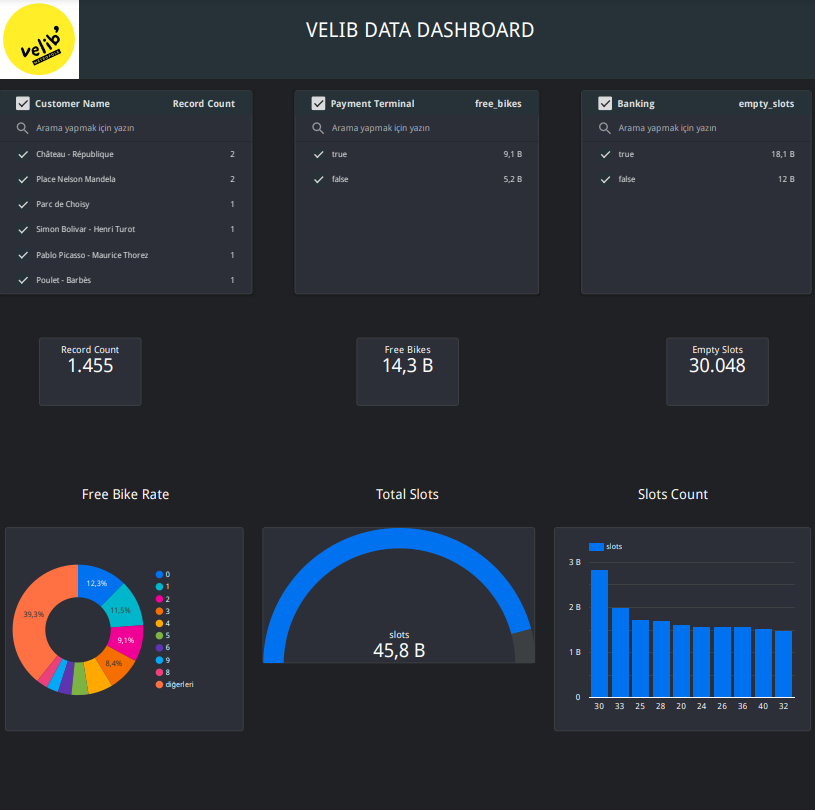 velib'
METROPOLE
VELIB DATA DASHBOARD
Customer Name Record Count
Arama yapmak için yazın
Château - République 2
Place Nelson Mandela 2
Parc de Choisy 1
Simon Bolivar - Henri Turot 1
Pablo Picasso - Maurice Thorez 1
Poulet - Barbès 1
Payment Terminal free_bikes
Arama yapmak için yazın
true 9,1 B
false 5,2 B
Banking empty_slots
Arama yapmak için yazın
true 18,1 B
false 12 B
Record Count
1.455
Free Bikes
14,3 B
Empty Slots
30.048
Free Bike Rate
12,3%
11,5%
9,1%
8,4%
39,3%
0
1
2
3
4
5
6
9
8
diğerleri
Total Slots
slots
45,8 B
Slots Count
slots
3 B
2 B
1 B
0
30 33 25 28 20 24 26 36 40 32